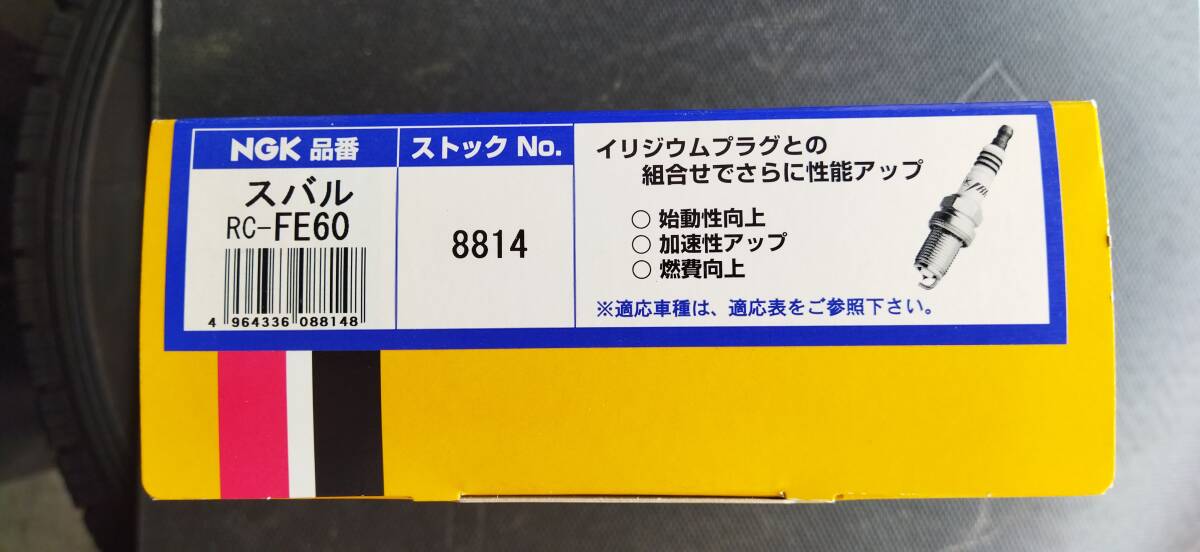 NGK 品番
スバル
RC-FE60
4 964336 088148
ストック No.
8814
イリジウムプラグとの
組合せでさらに性能アップ
○ 始動性向上
○ 加速性アップ
○ 燃費向上
※適応車種は、適応表をご参照下さい。